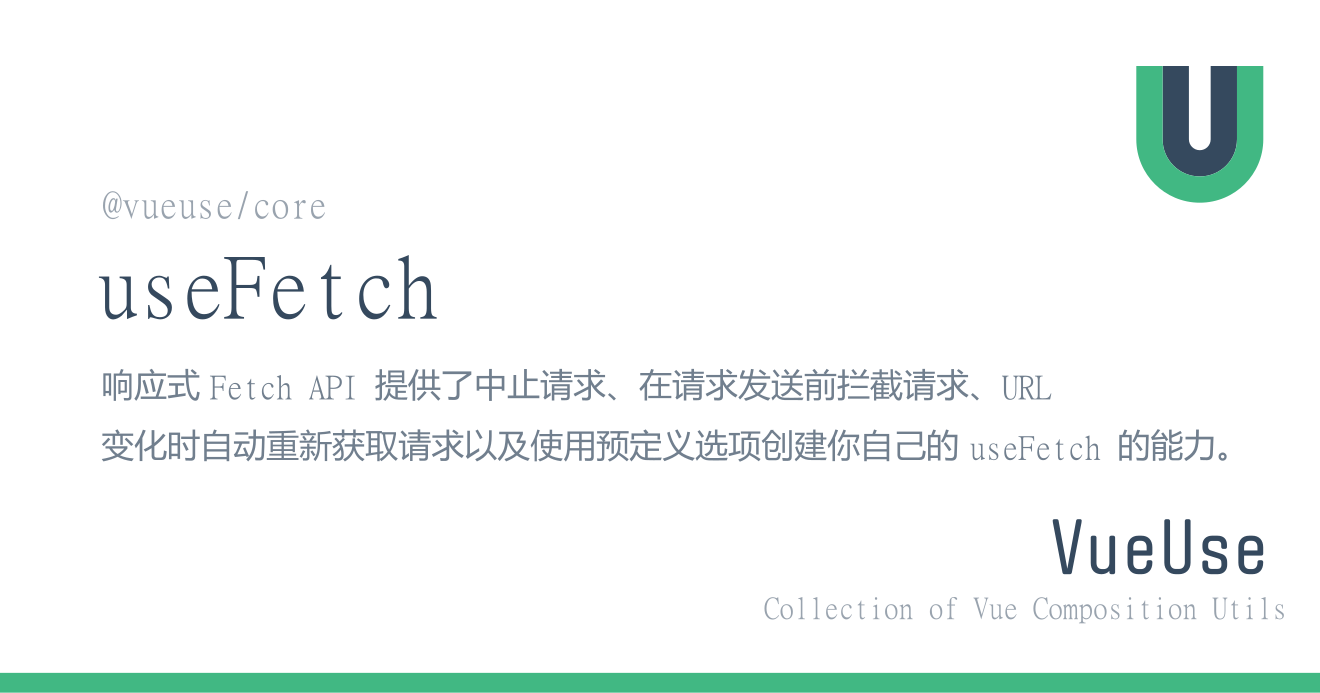 @vueuse/core
useFetch
响应式 Fetch API 提供了中止请求、在请求发送前拦截请求、URL
变化时自动重新获取请求以及使用预定义选项创建你自己的 useFetch 的能力。
VueUse
Collection of Vue Composition Utils